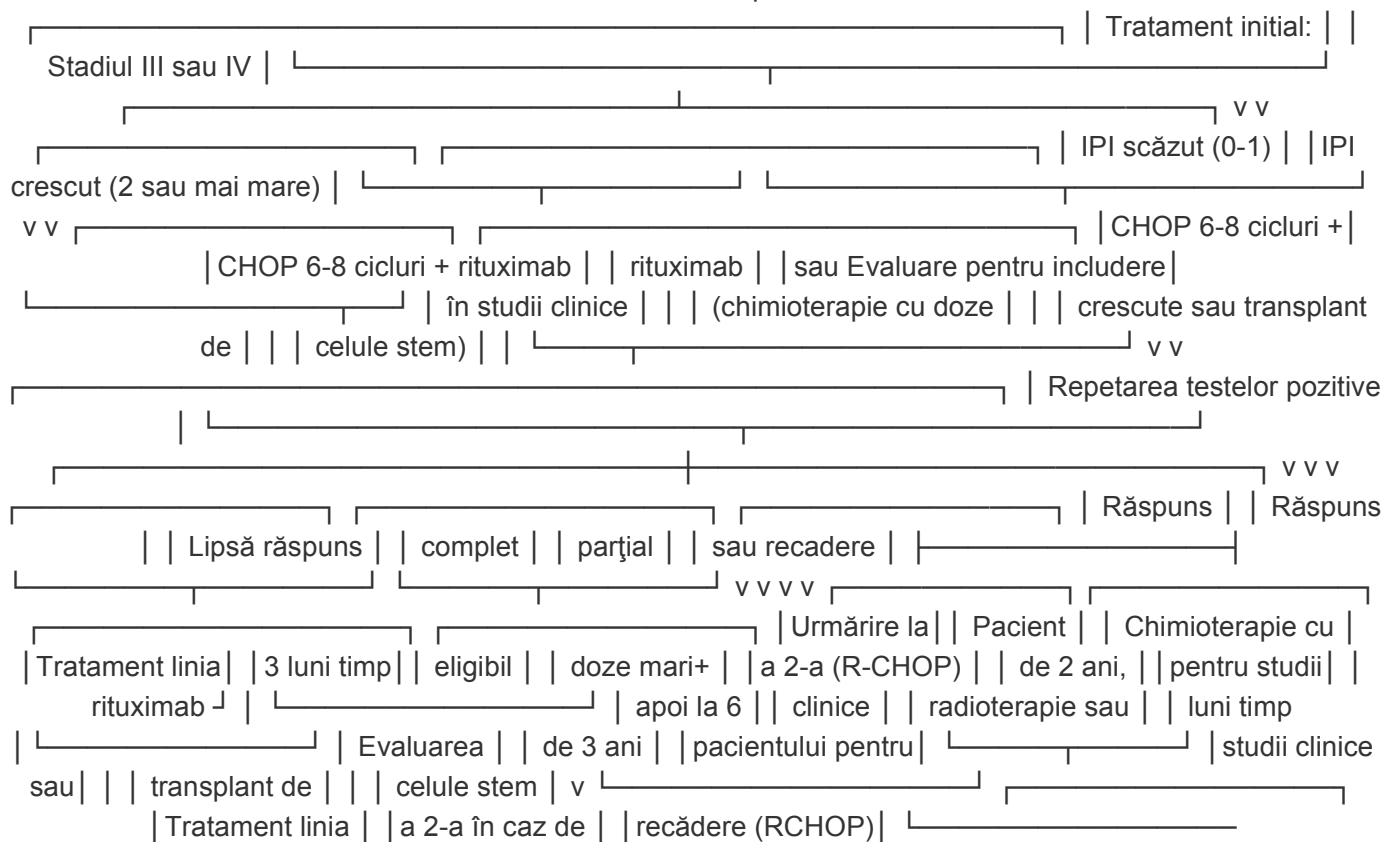 Tratament initial: │ │
Stadiul III sau IV │ └─────────────────┬─────────────────┘
┌─────────────────┴─────────────────┐ v v
┌────────────┐ ┌───────────────────┐ │ IPI scăzut (0-1) │ │IPI
crescut (2 sau mai mare) │ └─────┬──────┘ └─────────┬─────────┘
v v ┌────────────┐ ┌───────────────────┐ │CHOP 6-8 cicluri +│
│CHOP 6-8 cicluri + rituximab │ │ rituximab │ │sau Evaluare pentru includere│
└──────────┬─┘ │ în studii clinice │ │ │ (chimioterapie cu doze │ │ │ crescute sau transplant
de │ │ │ celule stem) │ │ └───┬───────────────┘ v v
┌────────────────────────────────┐ │ Repetarea testelor pozitive
│ └─────────────────┬──────────────┘
┌────────────────────┼──────────────────┐ v v v
┌──────────┐ ┌───────────┐ ┌──────────┐ │ Răspuns │ │ Răspuns
│ │ Lipsă răspuns │ │ complet │ │ parţial │ │ sau recadere │ ├──────────┤
└─────┬─────┘ └────┬─────┘ v v v v ┌───────┐┌─────────┐
┌────────────┐ ┌──────────┐ │Urmărire la││ Pacient │ │ Chimioterapie cu │
│Tratament linia│ │3 luni timp││ eligibil │ │ doze mari+ │ │a 2-a (R-CHOP) │ │ de 2 ani, ││pentru studii│ │
rituximab ┘ │ └──────────┘ │ apoi la 6 ││ clinice │ │ radioterapie sau │ │ luni timp
│└─────────┘ │ Evaluarea │ │ de 3 ani │ │pacientului pentru│ └────┬────┘ │studii clinice
sau│ │ │ transplant de │ │ │ celule stem │ v └────────────┘ ┌───────────┐
│Tratament linia │ │a 2-a în caz de │ │recădere (RCHOP)│ └───────────